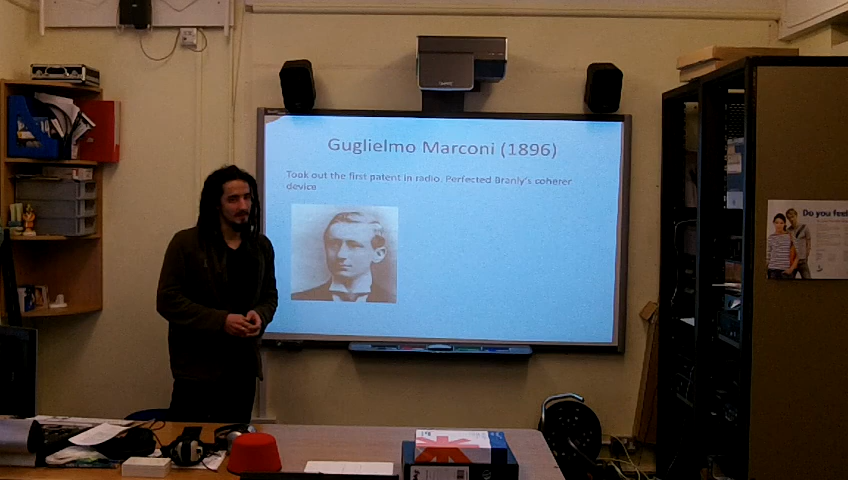 Guglielmo Marconi (1896)
Took out the first patent in radio. Perfected Branly's coherer
device
Do you feel